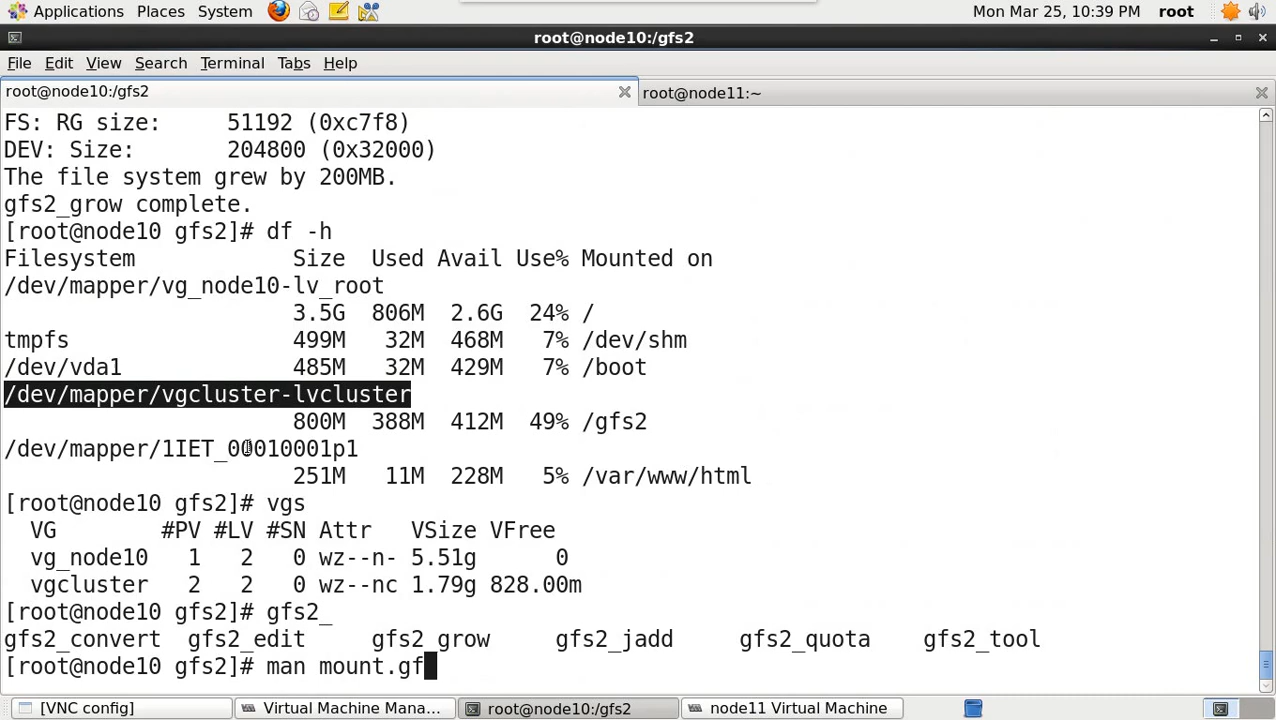 Applications Places System Mon Mar 25, 10:39 PM root
root@node10:/gfs2
File Edit View Search Terminal Tabs Help
root@node10:/gfs2 root@node11:~
FS: RG size: 51192 (0xc7f8)
DEV: Size: 204800 (0x32000)
The file system grew by 200MB.
gfs2_grow complete.
[root@node10 gfs2]# df -h
Filesystem Size Used Avail Use% Mounted on
/dev/mapper/vg_node10-lv_root
3.5G 806M 2.6G 24% /
tmpfs 499M 32M 468M 7% /dev/shm
/dev/vda1 485M 32M 429M 7% /boot
/dev/mapper/vgcluster-lvcluster
800M 388M 412M 49% /gfs2
/dev/mapper/1IET_00010001p1
251M 11M 228M 5% /var/www/html
[root@node10 gfs2]# vgs
VG #PV #LV #SN Attr VSize VFree
vg_node10 1 2 0 wz--n- 5.51g 0
vgcluster 2 2 0 wz--nc 1.79g 828.00m
[root@node10 gfs2]# gfs2_
gfs2_convert gfs2_edit gfs2_grow gfs2_jadd gfs2_quota gfs2_tool
[root@node10 gfs2]# man mount.gf
[VNC config] Virtual Machine Mana... root@node10:/gfs2 node11 Virtual Machine